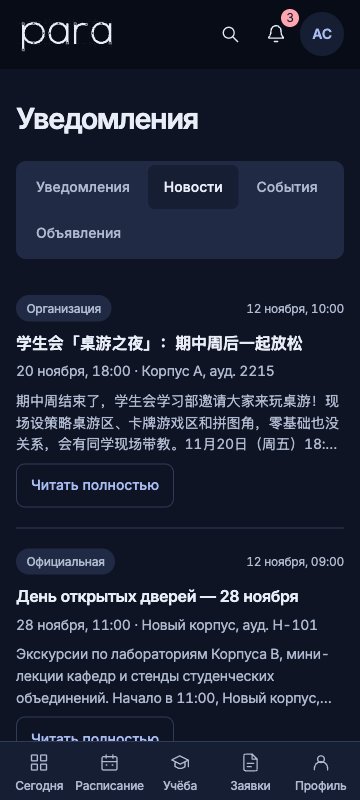 para
3
AC
Уведомления
Уведомления
Новости
События
Объявления
Организация
12 ноября, 10:00
学生会「桌游之夜」：期中周后一起放松
20 ноября, 18:00 · Корпус А, ауд. 2215
期中周结束了，学生会学习部邀请大家来玩桌游！现
场设策略桌游区、卡牌游戏区和拼图角，零基础也没
关系，会有同学现场带教。11月20日（周五）18:...
Читать полностью
Официальная
12 ноября, 09:00
День открытых дверей — 28 ноября
28 ноября, 11:00 · Новый корпус, ауд. Н-101
Экскурсии по лабораториям Корпуса В, мини-
лекции кафедр и стенды студенческих
объединений. Начало в 11:00, Новый корпус,...
Читать полностью
Сегодня
Расписание
Учёба
Заявки
Профиль